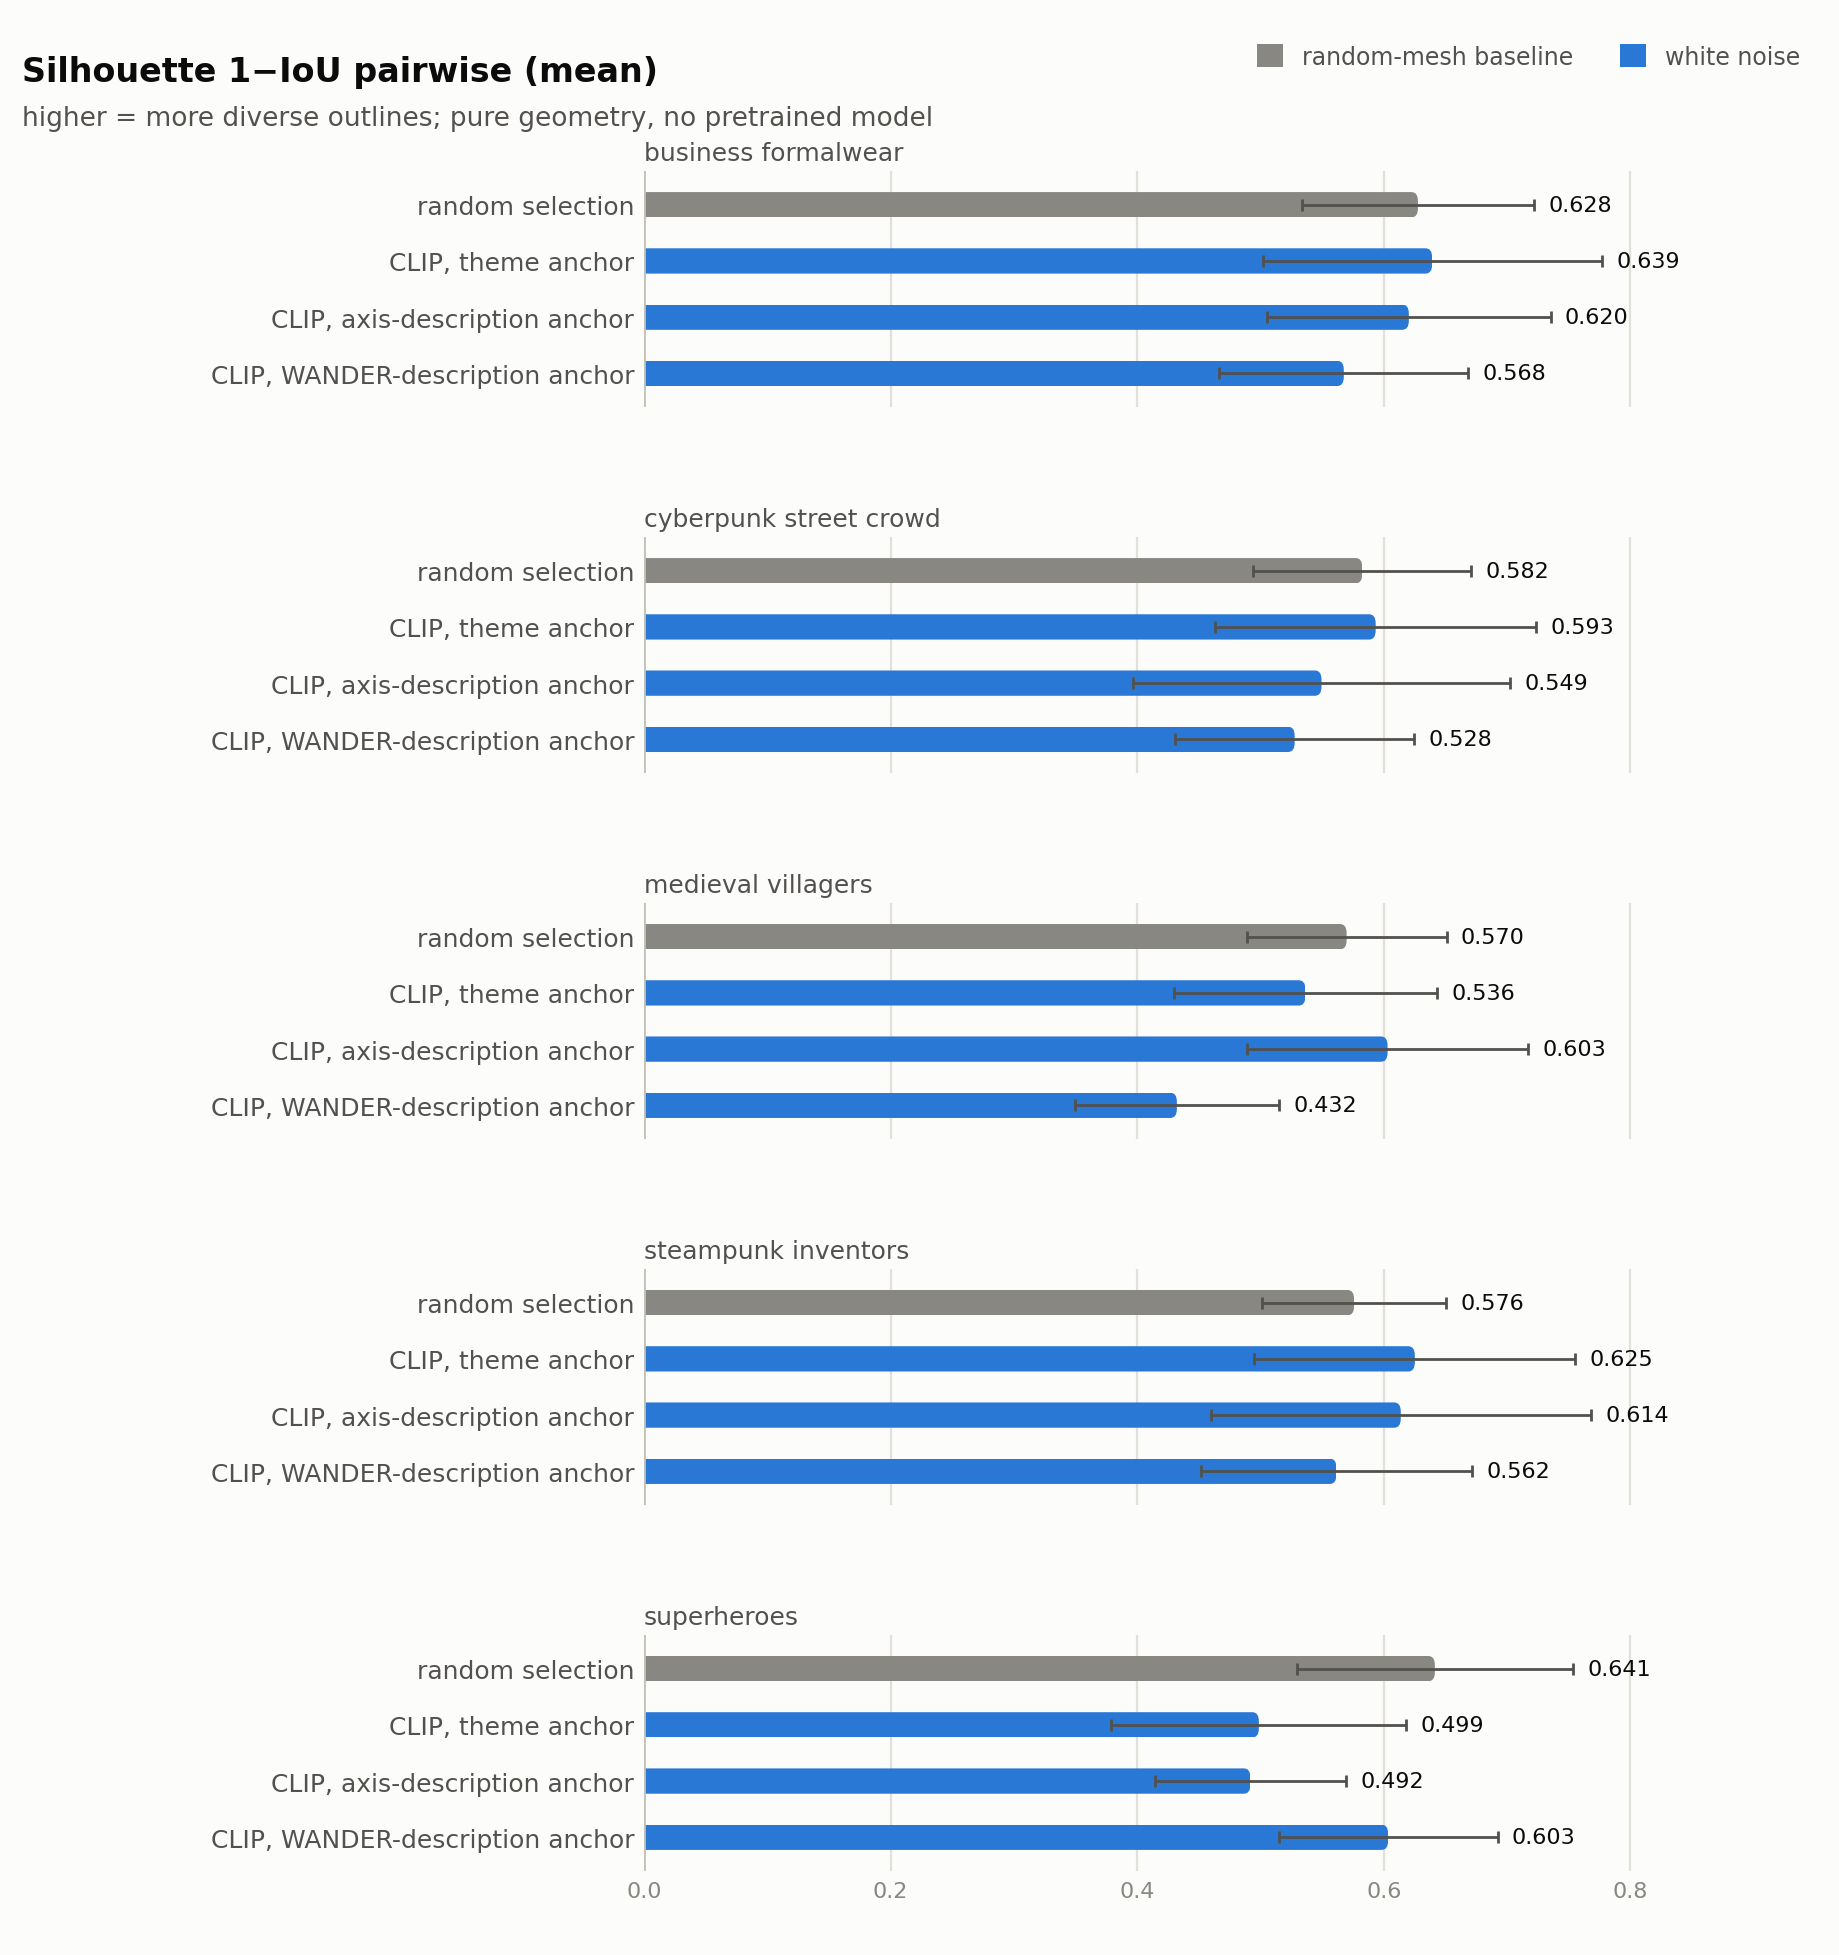 random-mesh baseline
white noise
Silhouette 1−IoU pairwise (mean)
higher = more diverse outlines; pure geometry, no pretrained model
business formalwear
random selection 0.628
CLIP, theme anchor 0.639
CLIP, axis-description anchor 0.620
CLIP, WANDER-description anchor 0.568
cyberpunk street crowd
random selection 0.582
CLIP, theme anchor 0.593
CLIP, axis-description anchor 0.549
CLIP, WANDER-description anchor 0.528
medieval villagers
random selection 0.570
CLIP, theme anchor 0.536
CLIP, axis-description anchor 0.603
CLIP, WANDER-description anchor 0.432
steampunk inventors
random selection 0.576
CLIP, theme anchor 0.625
CLIP, axis-description anchor 0.614
CLIP, WANDER-description anchor 0.562
superheroes
random selection 0.641
CLIP, theme anchor 0.499
CLIP, axis-description anchor 0.492
CLIP, WANDER-description anchor 0.603
0.0 0.2 0.4 0.6 0.8